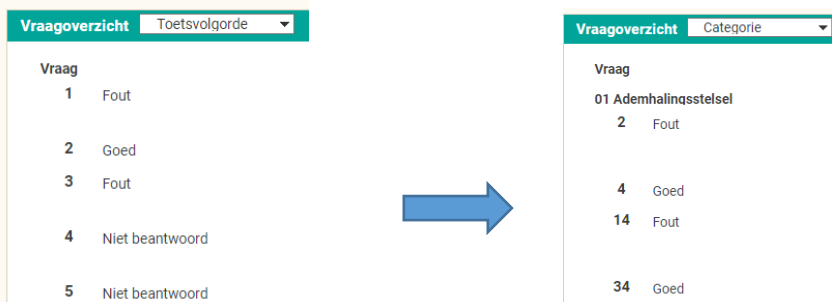 Vraagoverzicht Toetsvolgorde
Vraag
1 Fout
2 Goed
3 Fout
4 Niet beantwoord
5 Niet beantwoord
Vraagoverzicht Categorie
Vraag
01 Ademhalingsstelsel
2 Fout
4 Goed
14 Fout
34 Goed